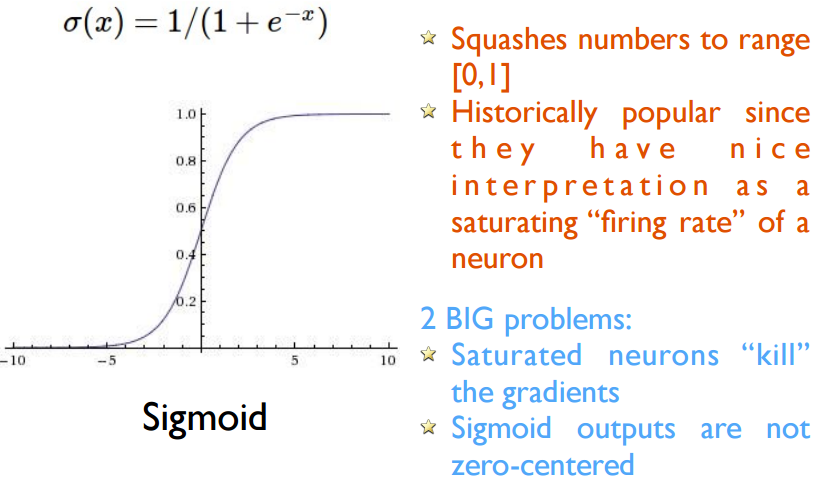 σ(x) = 1/(1 + e⁻ˣ)
1.0
0.8
0.6
0.4
0.2
−10
−5
5
10
Sigmoid
Squashes numbers to range
[0,1]
Historically popular since
they have nice
interpretation as a
saturating “firing rate” of a
neuron
2 BIG problems:
Saturated neurons “kill”
the gradients
Sigmoid outputs are not
zero-centered